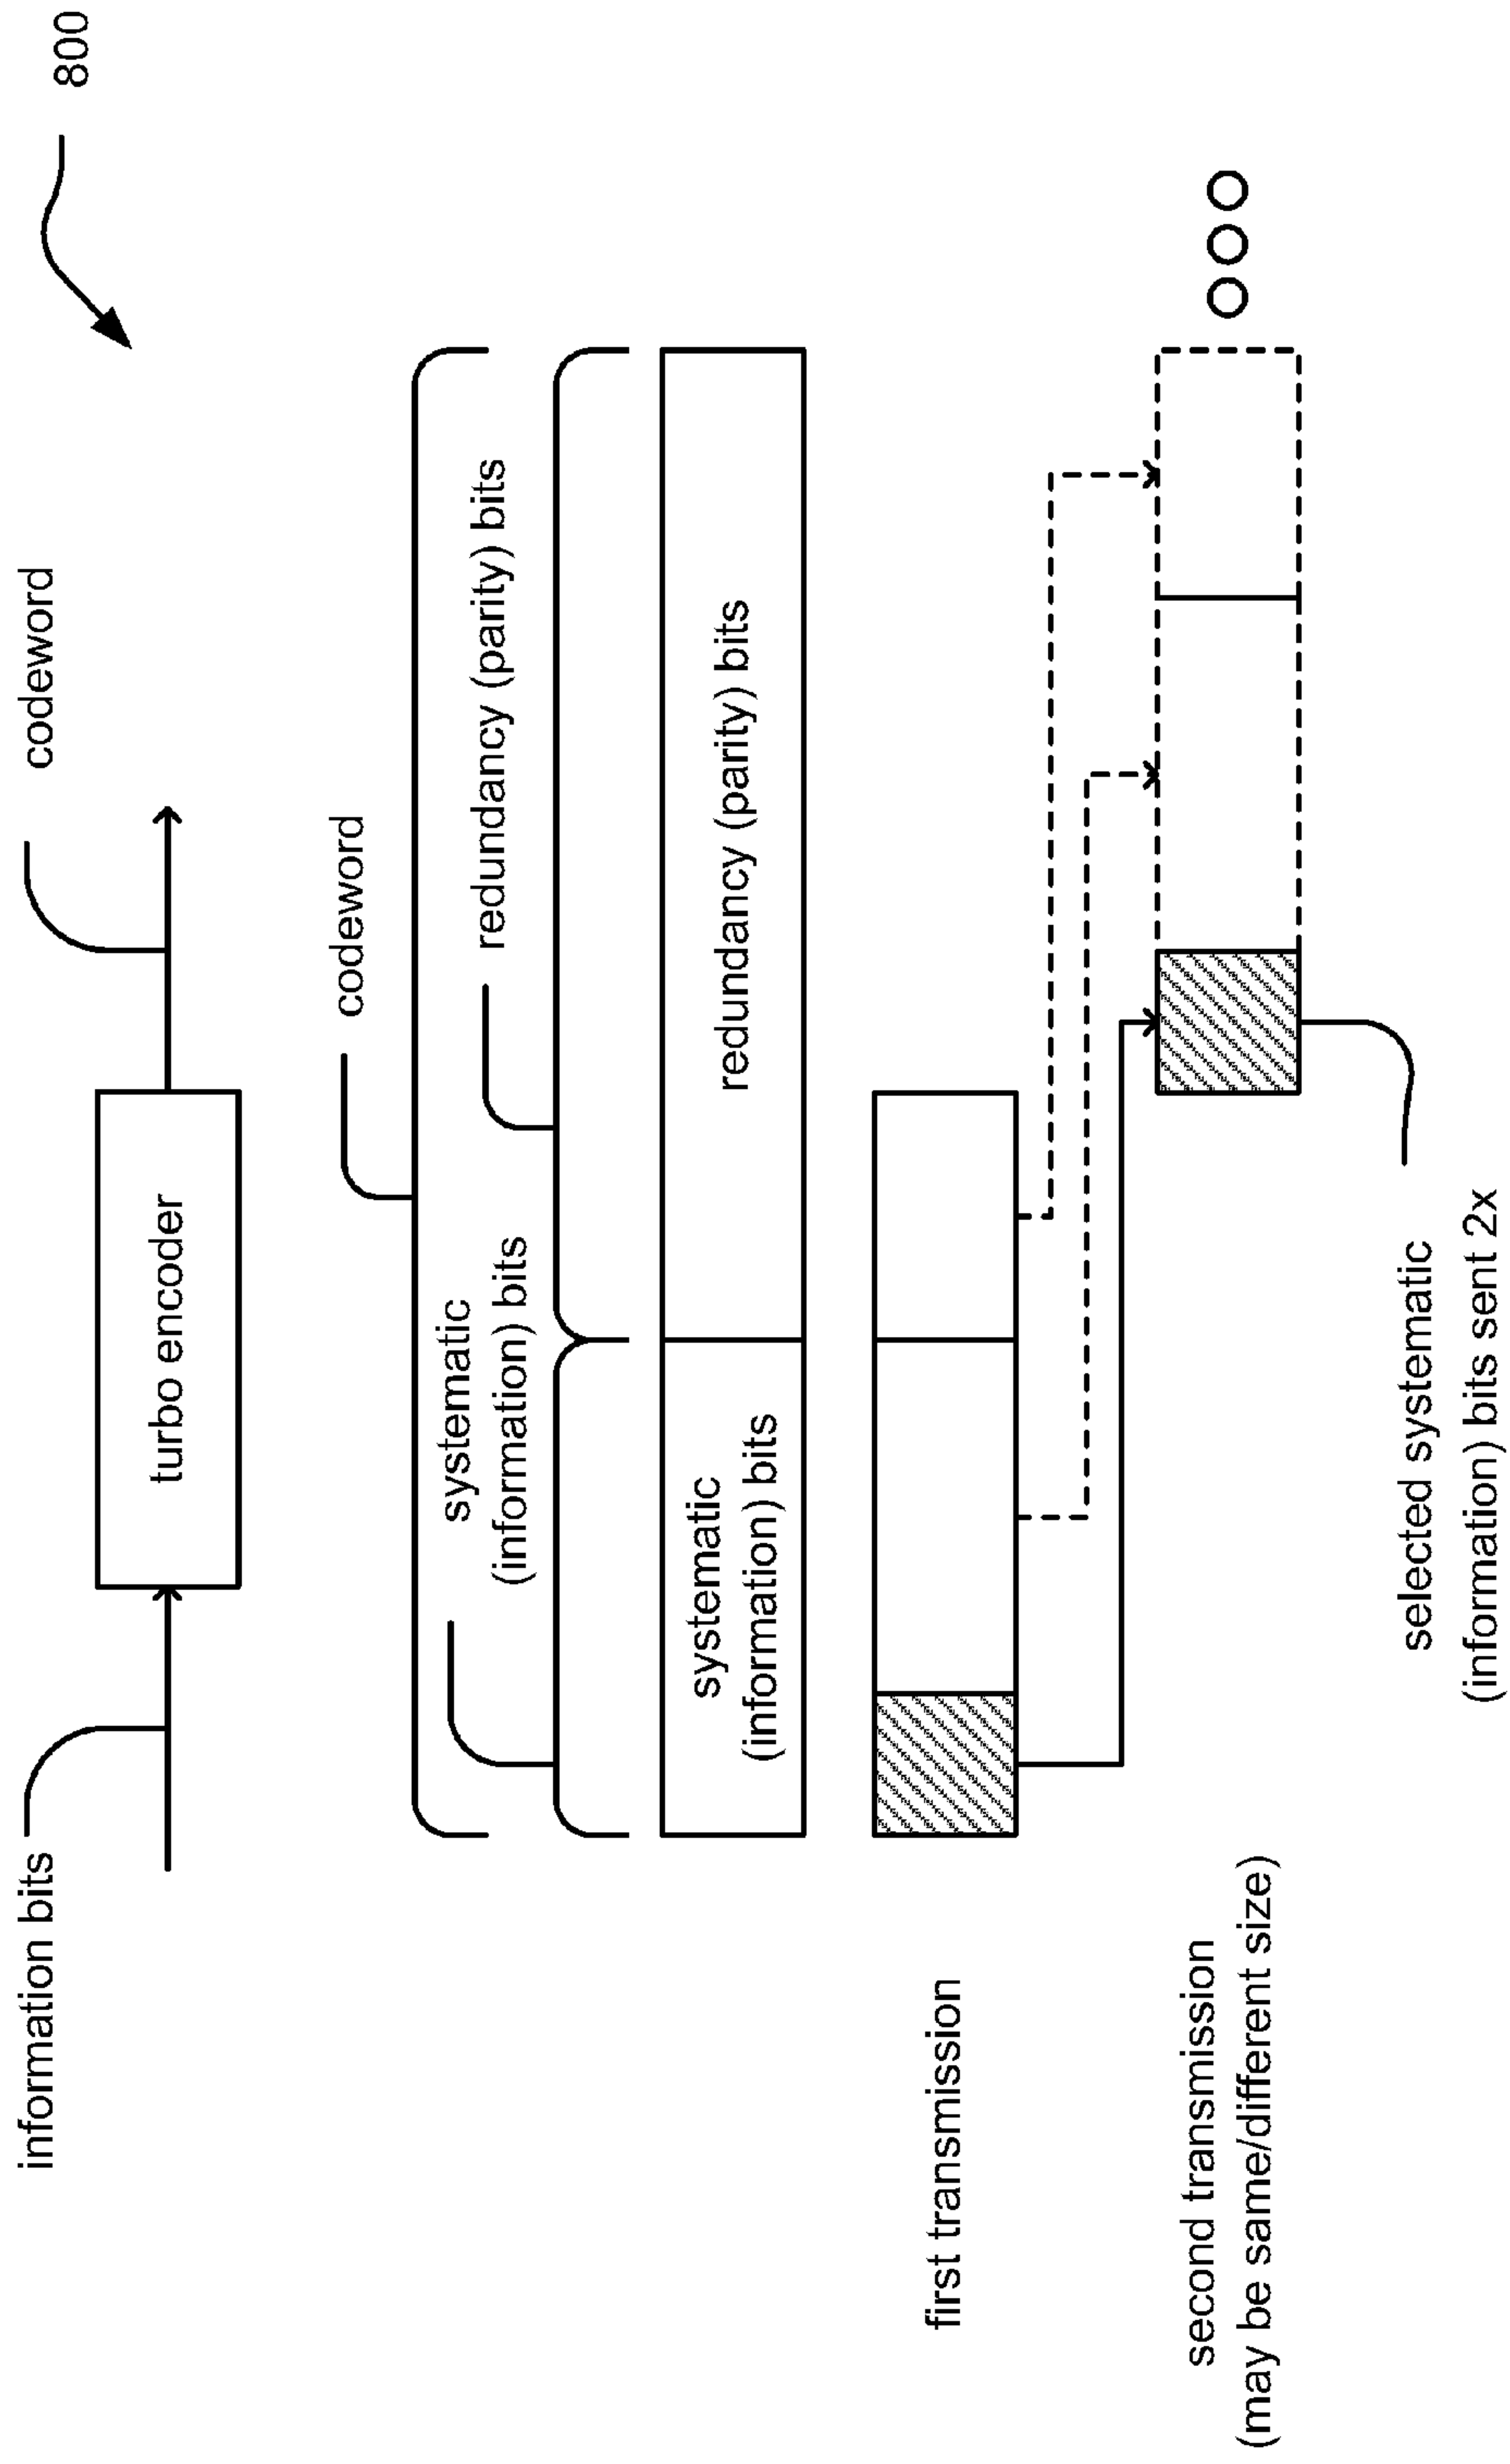 800
information bits
codeword
turbo encoder
codeword
systematic
(information) bits
redundancy (parity) bits
systematic
(information) bits
redundancy (parity) bits
first transmission
second transmission
(may be same/different size)
selected systematic
(information) bits sent 2x